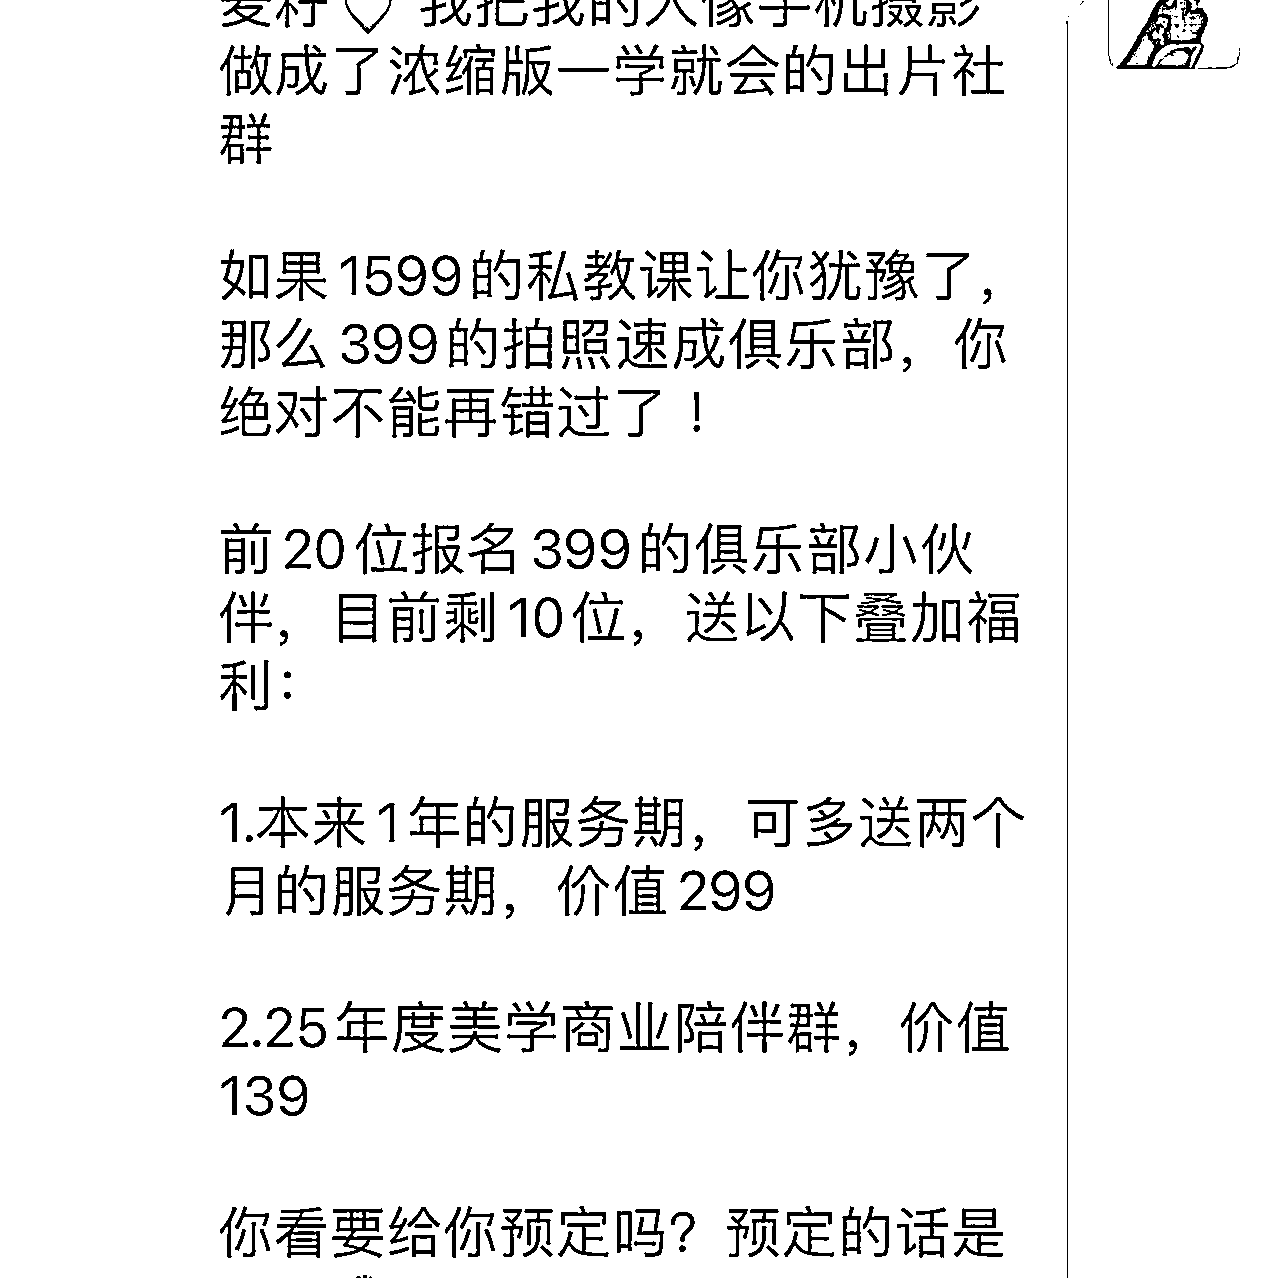 爱籽♡ 我把我的人像手机摄影
做成了浓缩版一学就会的出片社
群
如果1599的私教课让你犹豫了，
那么399的拍照速成俱乐部，你
绝对不能再错过了！
前20位报名399的俱乐部小伙
伴，目前剩10位，送以下叠加福
利：
1.本来1年的服务期，可多送两个
月的服务期，价值299
2.25年度美学商业陪伴群，价值
139
你看要给你预定吗？预定的话是